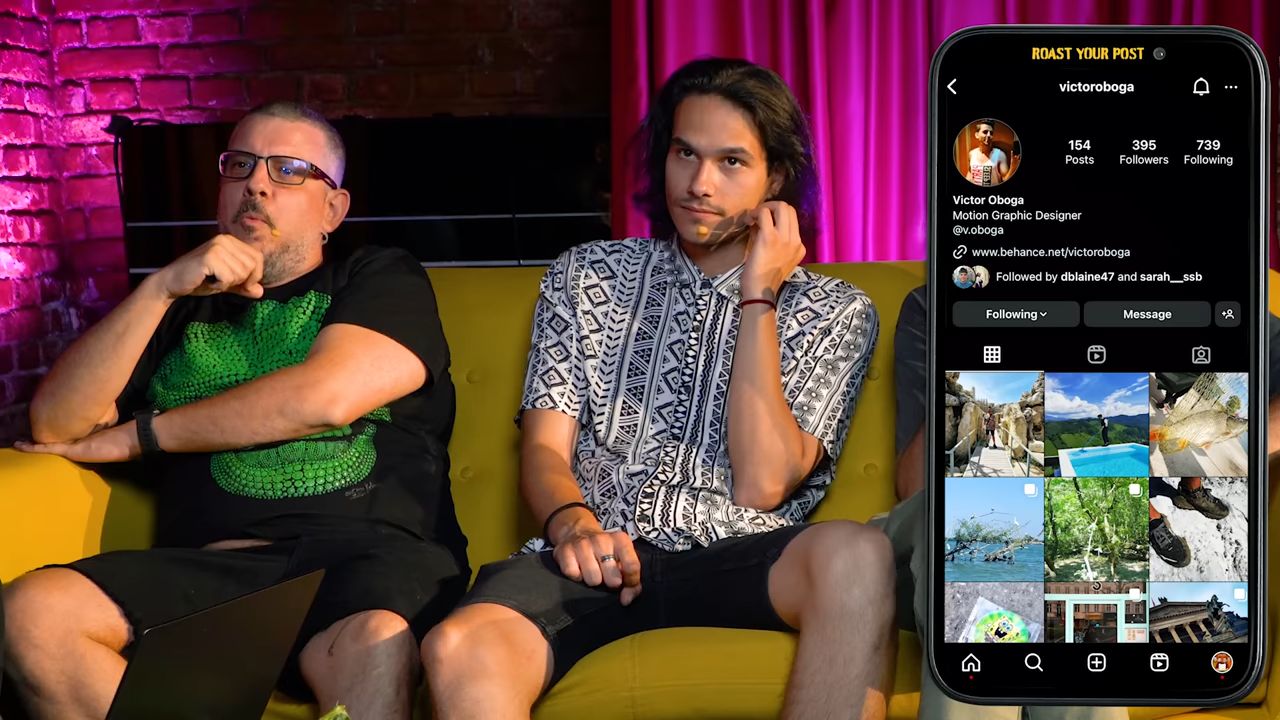 ROAST YOUR POST
victoroboga
154 395 739
Posts Followers Following
Victor Oboga
Motion Graphic Designer
@v.oboga
www.behance.net/victoroboga
Followed by dblaine47 and sarah__ssb
Following Message